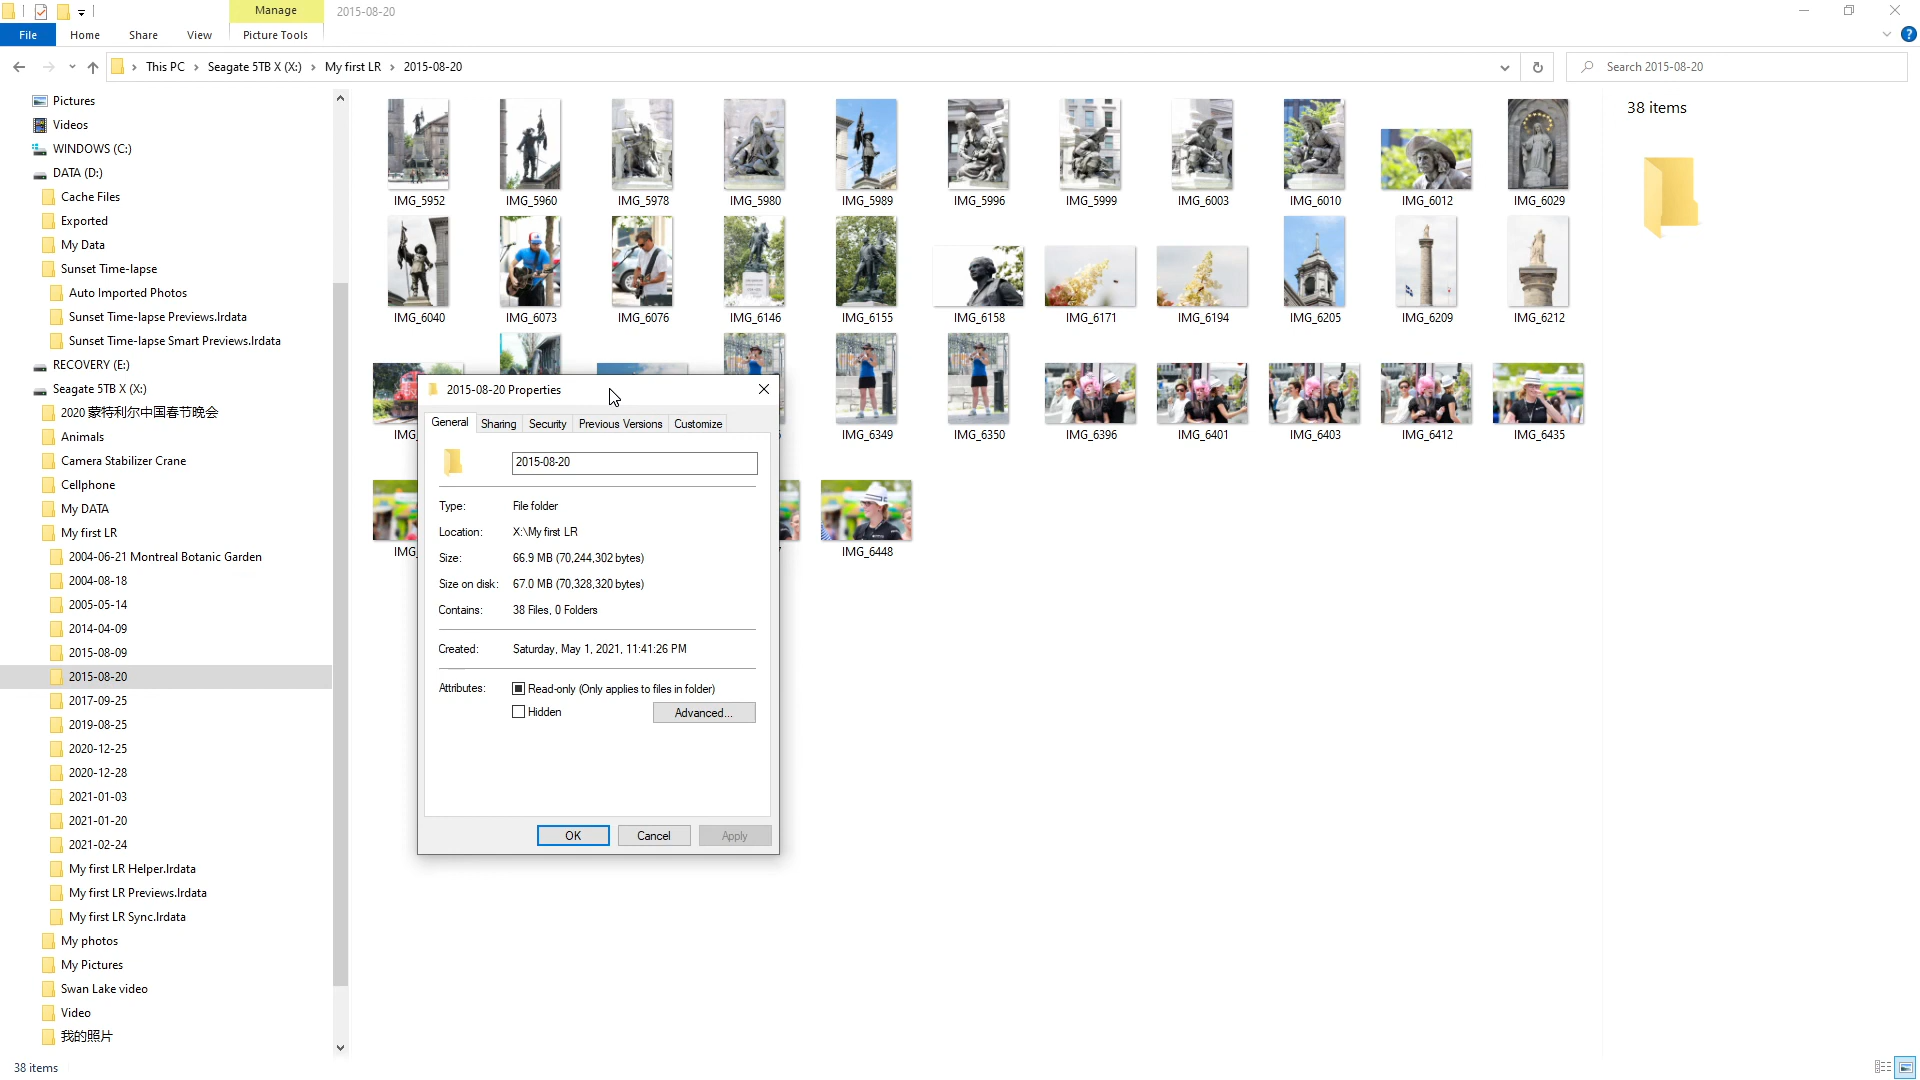 Manage
2015-08-20
File
Home
Share
View
Picture Tools
This PC
Seagate 5TB X (X:)
My first LR
2015-08-20
Search 2015-08-20
Pictures
Videos
WINDOWS (C:)
DATA (D:)
Cache Files
Exported
My Data
Sunset Time-lapse
Auto Imported Photos
Sunset Time-lapse Previews.lrdata
Sunset Time-lapse Smart Previews.lrdata
RECOVERY (E:)
Seagate 5TB X (X:)
2020 蒙特利尔中国春节晚会
Animals
Camera Stabilizer Crane
Cellphone
My DATA
My first LR
2004-06-21 Montreal Botanic Garden
2004-08-18
2005-05-14
2014-04-09
2015-08-09
2015-08-20
2017-09-25
2019-08-25
2020-12-25
2020-12-28
2021-01-03
2021-01-20
2021-02-24
My first LR Helper.lrdata
My first LR Previews.lrdata
My first LR Sync.lrdata
My photos
My Pictures
Swan Lake video
Video
我的照片
38 items
IMG_5952 IMG_5960 IMG_5978 IMG_5980 IMG_5989 IMG_5996 IMG_5999 IMG_6003 IMG_6010 IMG_6012 IMG_6029
IMG_6040 IMG_6073 IMG_6076 IMG_6146 IMG_6155 IMG_6158 IMG_6171 IMG_6194 IMG_6205 IMG_6209 IMG_6212
IMG_6349 IMG_6350 IMG_6396 IMG_6401 IMG_6403 IMG_6412 IMG_6435
IMG_6448
2015-08-20 Properties
General
Sharing
Security
Previous Versions
Customize
2015-08-20
Type: File folder
Location: X:\My first LR
Size: 66.9 MB (70,244,302 bytes)
Size on disk: 67.0 MB (70,328,320 bytes)
Contains: 38 Files, 0 Folders
Created: Saturday, May 1, 2021, 11:41:26 PM
Attributes: Read-only (Only applies to files in folder)
Hidden
Advanced...
OK
Cancel
Apply
38 items